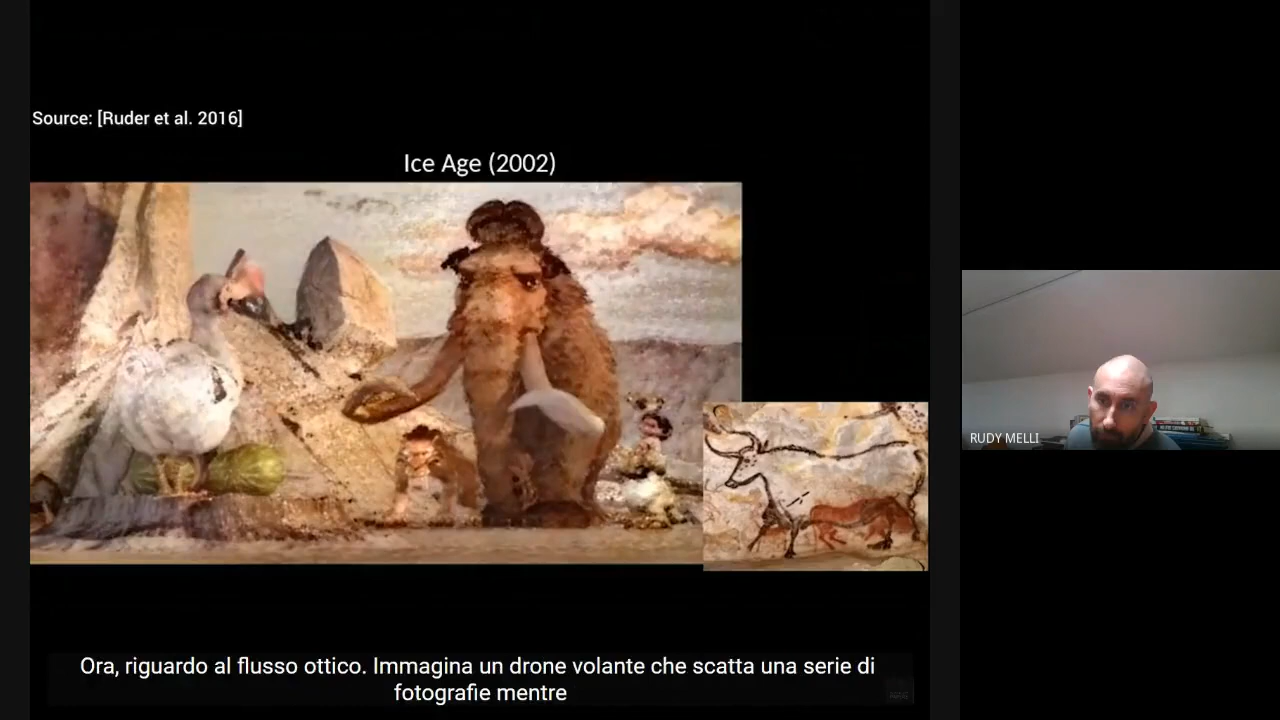 Source: [Ruder et al. 2016]
Ice Age (2002)
RUDY MELLI
Ora, riguardo al flusso ottico. Immagina un drone volante che scatta una serie di
fotografie mentre